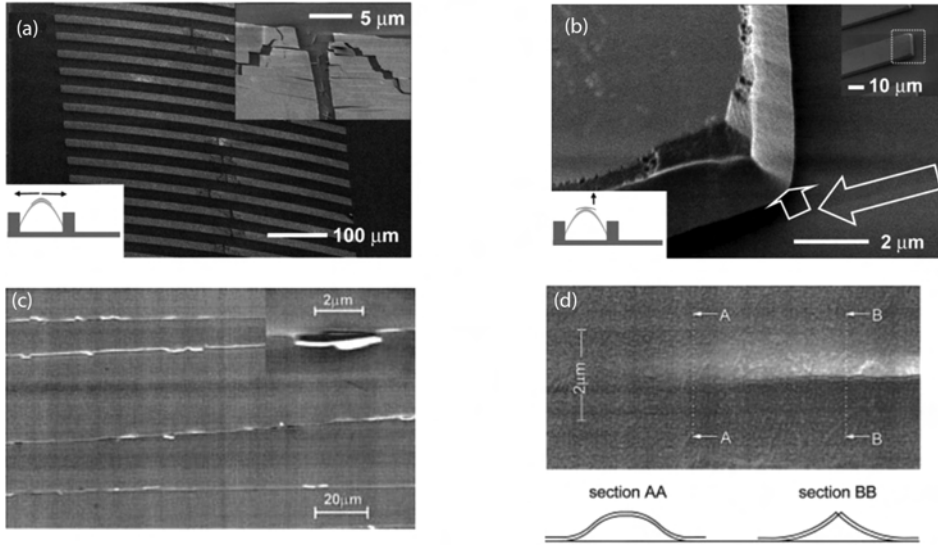 (a)
5 µm
100 µm
(b)
10 µm
2 µm
(c)
2µm
20µm
(d)
A
B
2µm
A
B
section AA
section BB